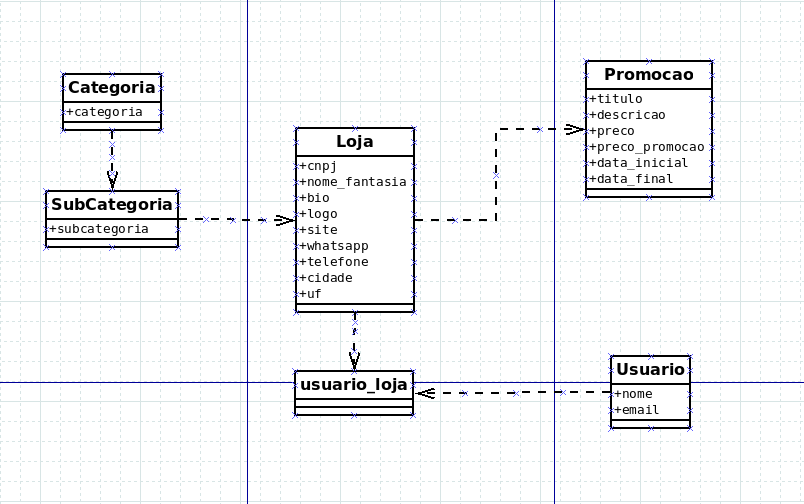 Categoria
+categoria
SubCategoria
+subcategoria
Loja
+cnpj
+nome_fantasia
+bio
+logo
+site
+whatsapp
+telefone
+cidade
+uf
Promocao
+titulo
+descricao
+preco
+preco_promocao
+data_inicial
+data_final
usuario_loja
Usuario
+nome
+email